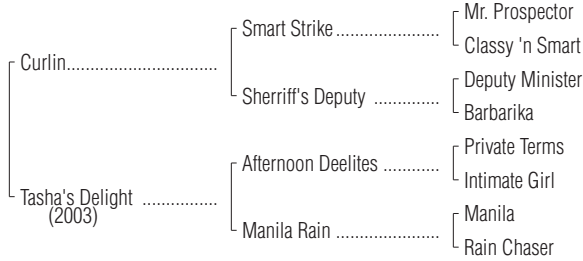 Mr. Prospector
Smart Strike ......................
Classy 'n Smart
Curlin................................
Deputy Minister
Sherriff's Deputy ..............
Barbarika
Private Terms
Afternoon Deelites ............
Intimate Girl
Tasha's Delight ................
(2003)
Manila
Manila Rain ......................
Rain Chaser